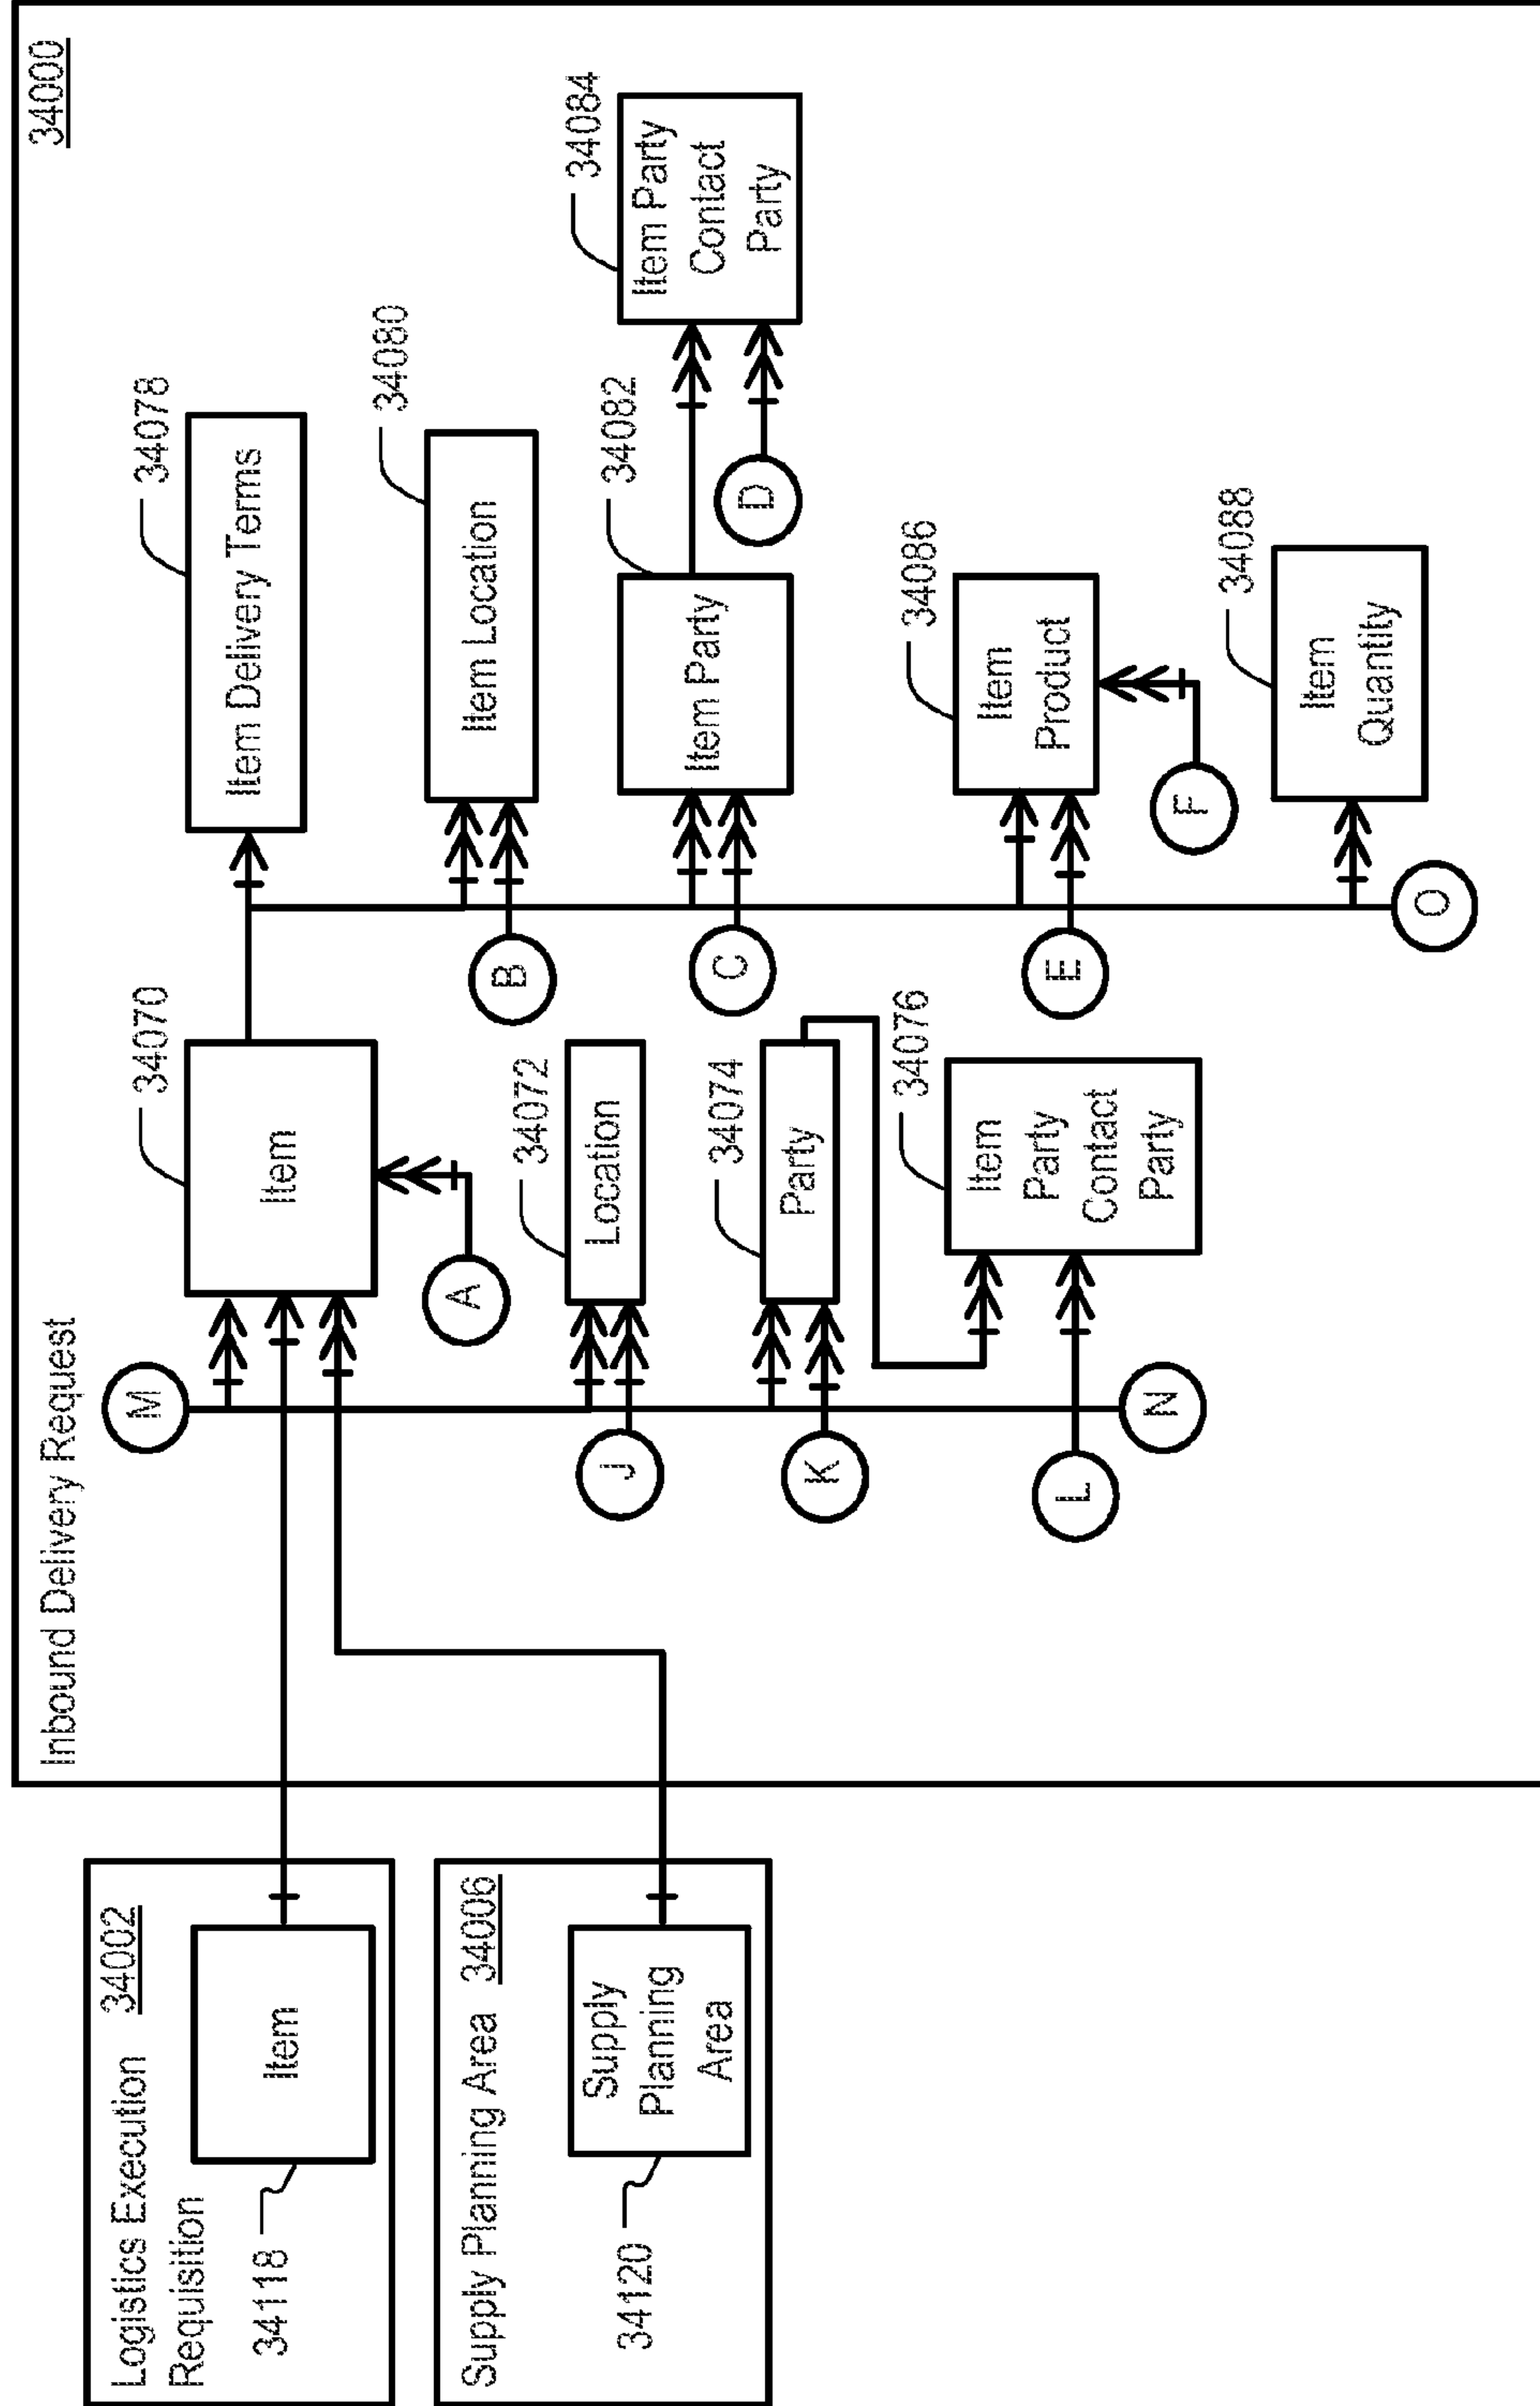 34000
Inbound Delivery Request
Logistics Execution
34002
Requisition
Item
34118
Supply Planning Area 34006
Supply
Planning
Area
34120
M
Item
34070
A
Location
34072
J
Party
34074
K
Item
Party
Contact
Party
34076
L
N
Item Delivery Terms
34078
Item Location
34080
B
Item Party
34082
C
Item Party
Contact
Party
34084
D
Item
Product
34086
E
F
Item
Quantity
34088
O